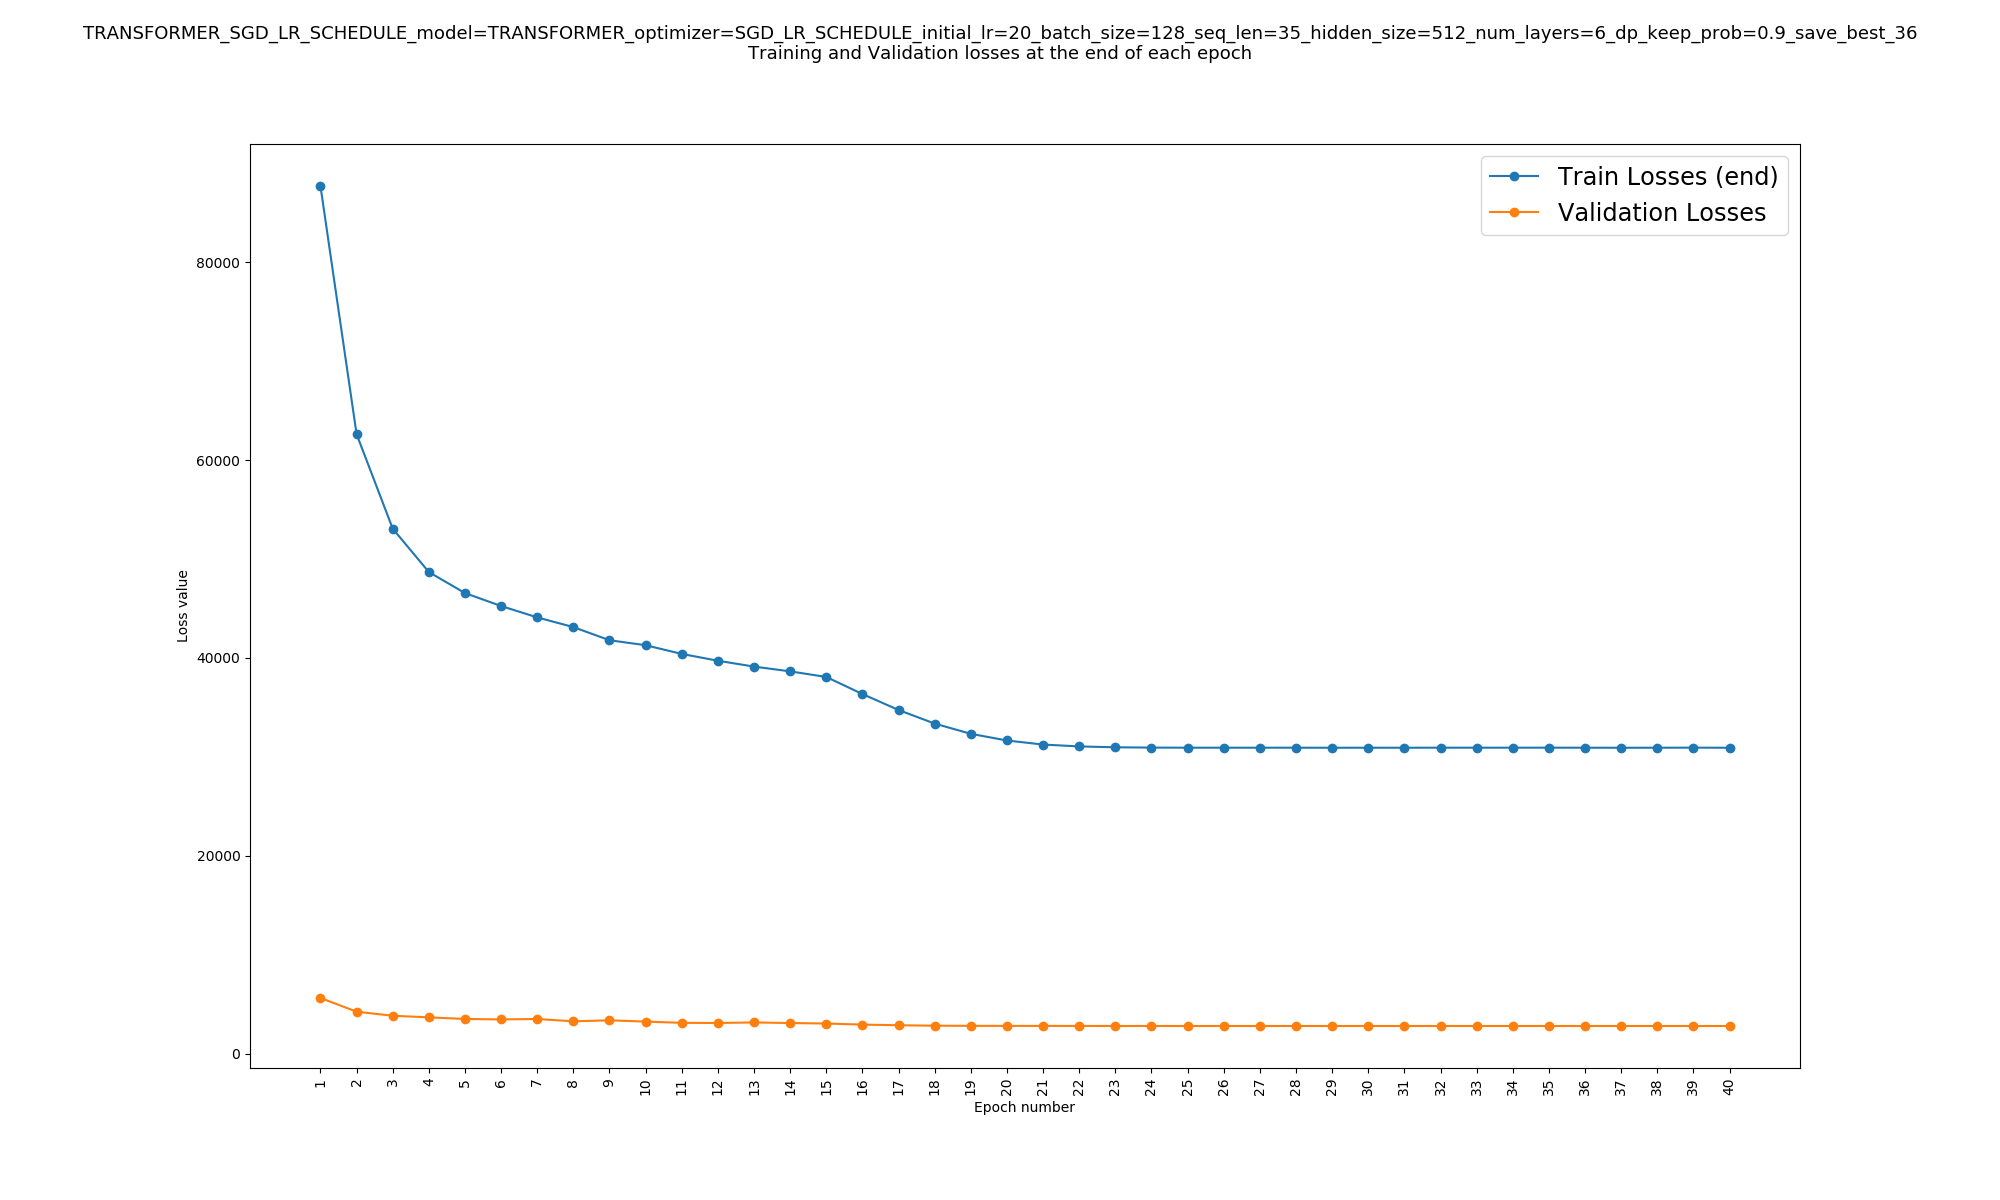 TRANSFORMER_SGD_LR_SCHEDULE_model=TRANSFORMER_optimizer=SGD_LR_SCHEDULE_initial_lr=20_batch_size=128_seq_len=35_hidden_size=512_num_layers=6_dp_keep_prob=0.9_save_best_36
Training and Validation losses at the end of each epoch
Train Losses (end)
Validation Losses
80000
60000
40000
20000
0
Loss value
1 2 3 4 5 6 7 8 9 10 11 12 13 14 15 16 17 18 19 20 21 22 23 24 25 26 27 28 29 30 31 32 33 34 35 36 37 38 39 40
Epoch number